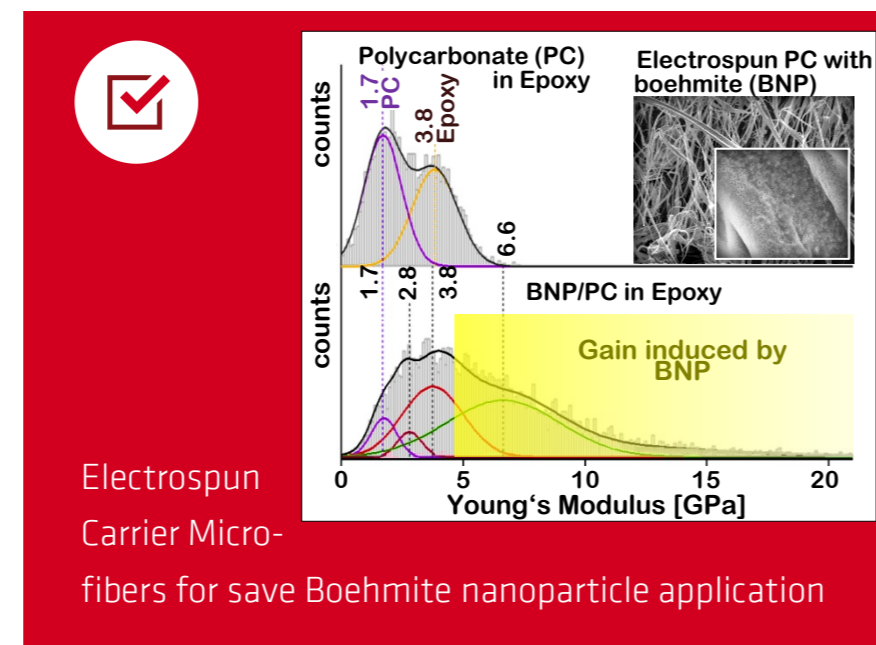 Polycarbonate (PC)
in Epoxy
Electrospun PC with
boehmite (BNP)
counts
1.7
PC
3.8
Epoxy
6.6
1.7
2.8
3.8
counts
BNP/PC in Epoxy
Gain induced by
BNP
0 5 10 15 20
Young‘s Modulus [GPa]
Electrospun
Carrier Micro-
fibers for save Boehmite nanoparticle application